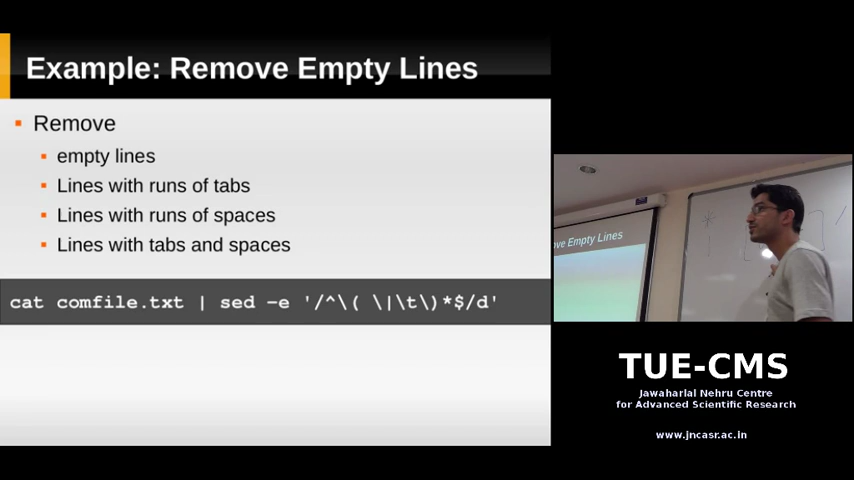 Example: Remove Empty Lines
Remove
empty lines
Lines with runs of tabs
Lines with runs of spaces
Lines with tabs and spaces
cat comfile.txt | sed –e '/^\( \|\t\)*$/d'
ve Empty Lines
TUE-CMS
Jawaharlal Nehru Centre
for Advanced Scientific Research
www.jncasr.ac.in